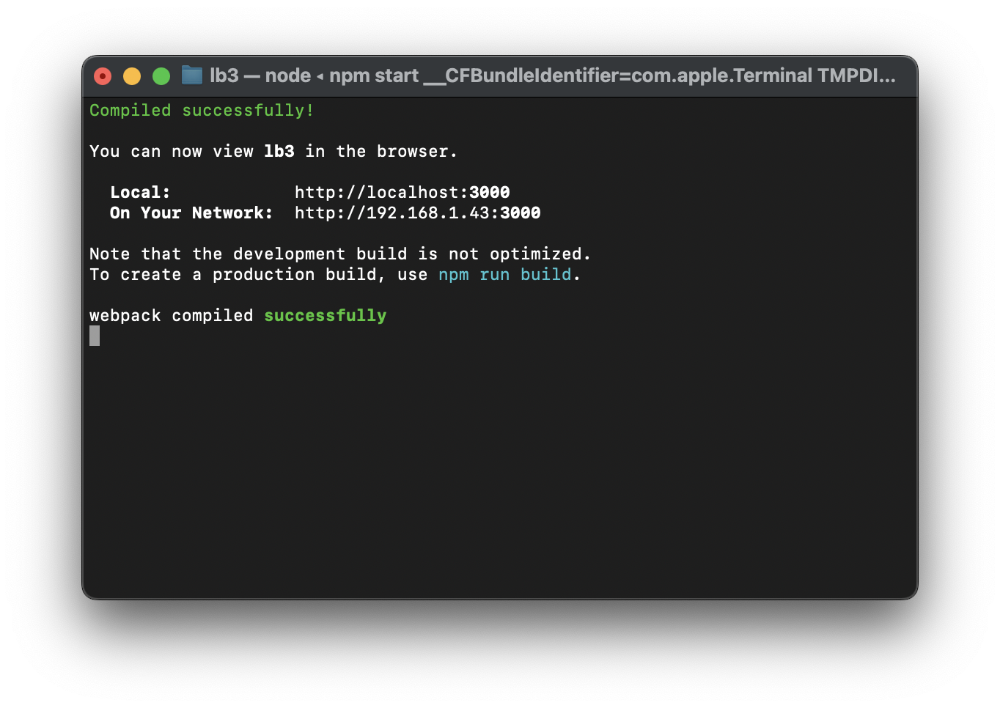 lb3 — node ◂ npm start __CFBundleIdentifier=com.apple.Terminal TMPDI...
Compiled successfully!
You can now view lb3 in the browser.
Local: http://localhost:3000
On Your Network: http://192.168.1.43:3000
Note that the development build is not optimized.
To create a production build, use npm run build.
webpack compiled successfully